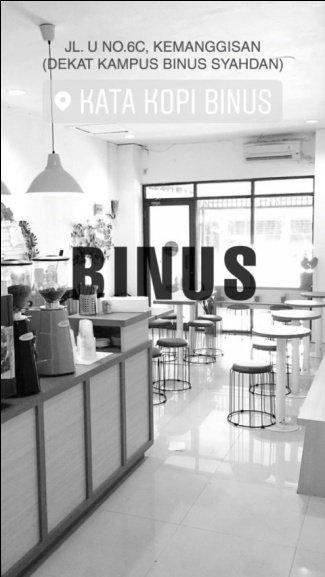 JL. U NO.6C, KEMANGGISAN
(DEKAT KAMPUS BINUS SYAHDAN)
KATA KOPI BINUS
BINUS